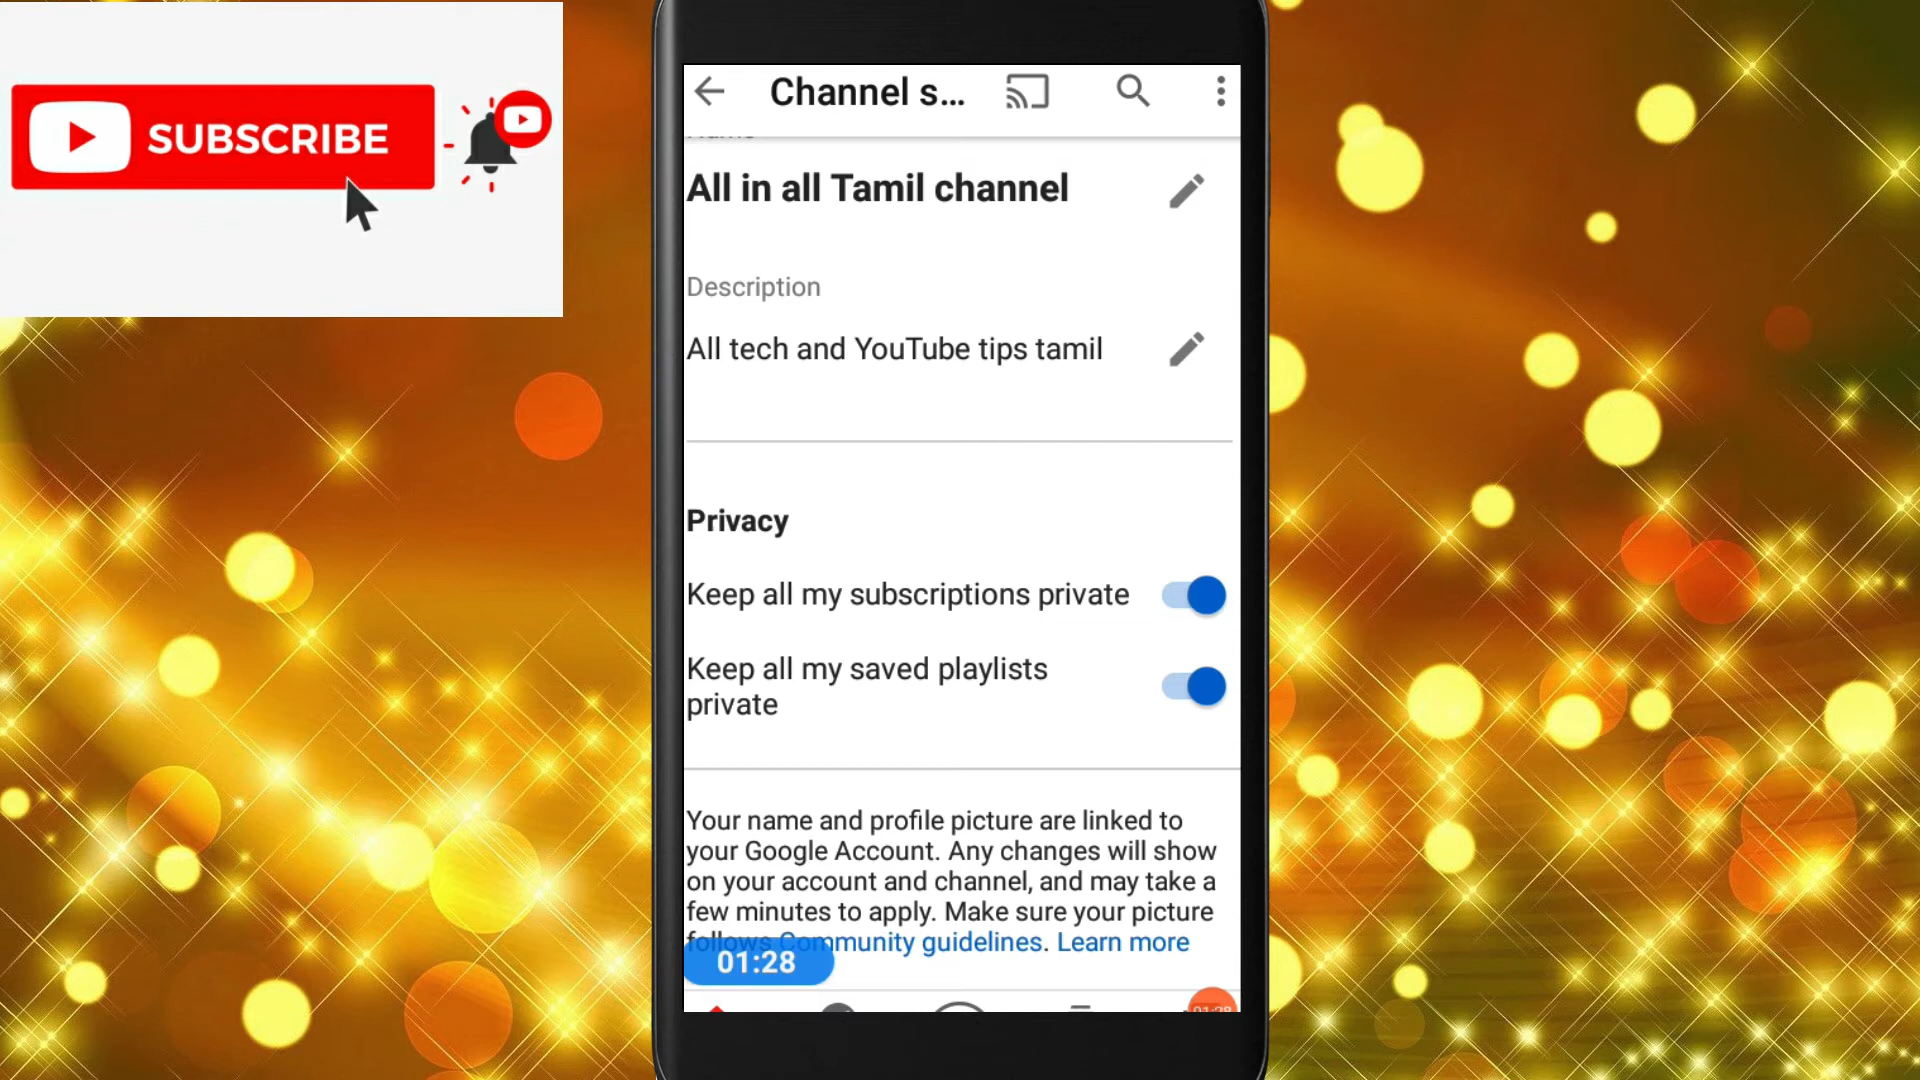 SUBSCRIBE
Channel s...
All in all Tamil channel
Description
All tech and YouTube tips tamil
Privacy
Keep all my subscriptions private
Keep all my saved playlists
private
Your name and profile picture are linked to
your Google Account. Any changes will show
on your account and channel, and may take a
few minutes to apply. Make sure your picture
follows Community guidelines. Learn more
01:28
01:28